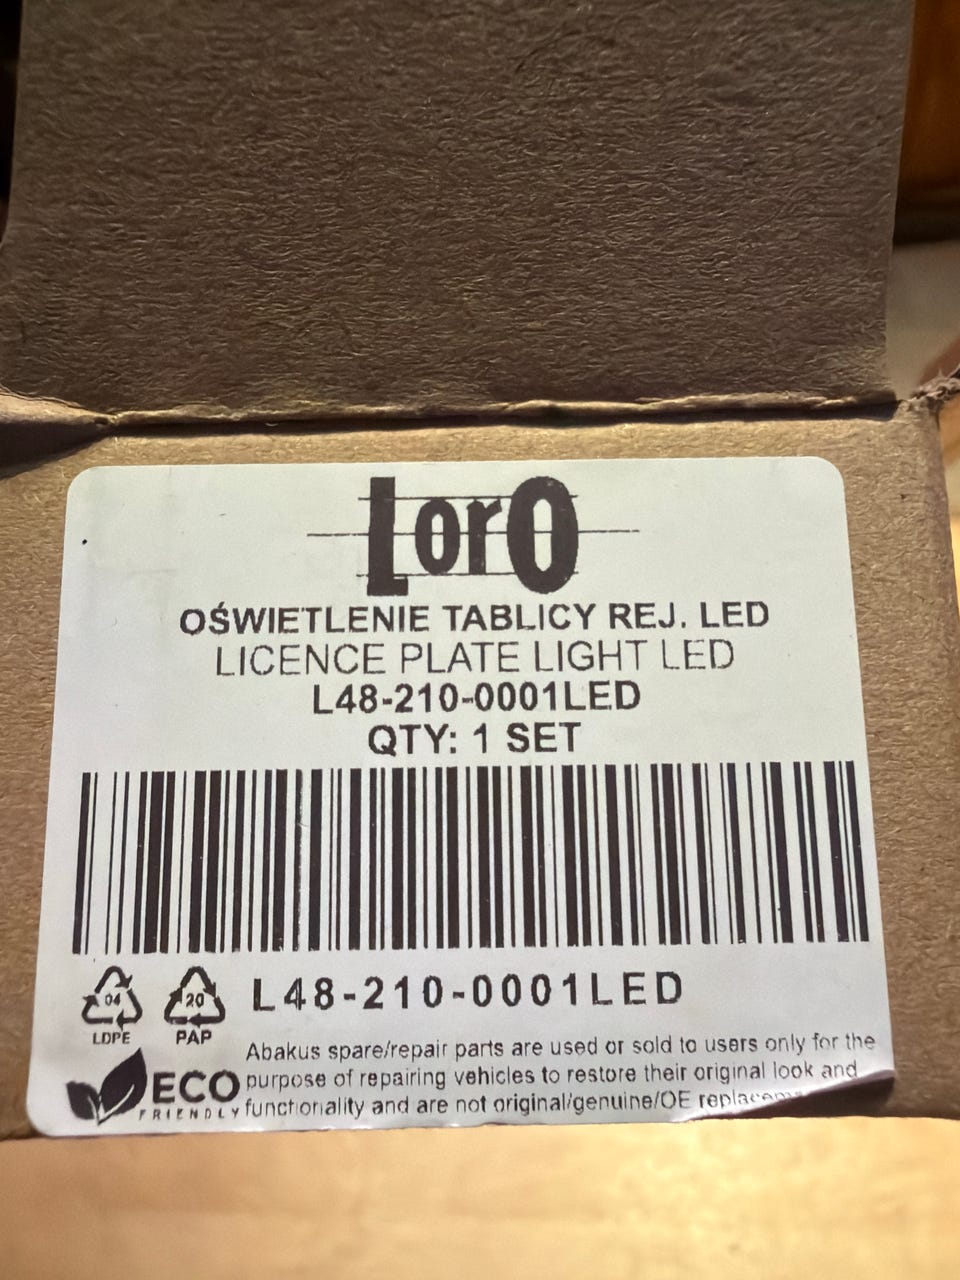 LorO
OŚWIETLENIE TABLICY REJ. LED
LICENCE PLATE LIGHT LED
L48-210-0001LED
QTY: 1 SET
04
LDPE
20
PAP
L48-210-0001LED
ECO
FRIENDLY
Abakus spare/repair parts are used or sold to users only for the
purpose of repairing vehicles to restore their original look and
functionality and are not original/genuine/OE